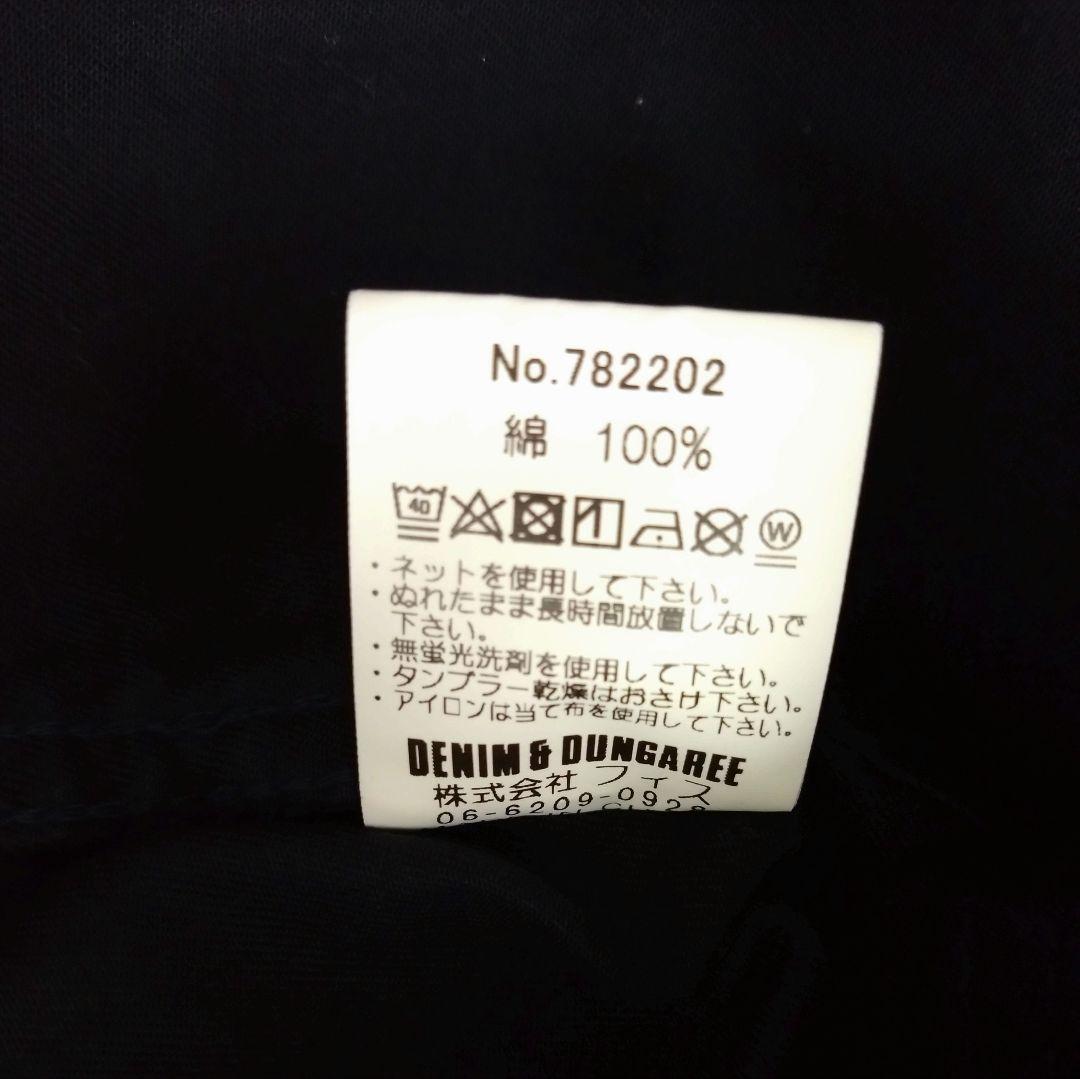 No.782202
綿 100%
40 W
・ネットを使用して下さい。
・ぬれたまま長時間放置しないで
下さい。
・無蛍光洗剤を使用して下さい。
・タンブラー乾燥はおさけ下さい。
・アイロンは当て布を使用して下さい。
DENIM & DUNGAREE
株式会社 フィス
06-6209-0928